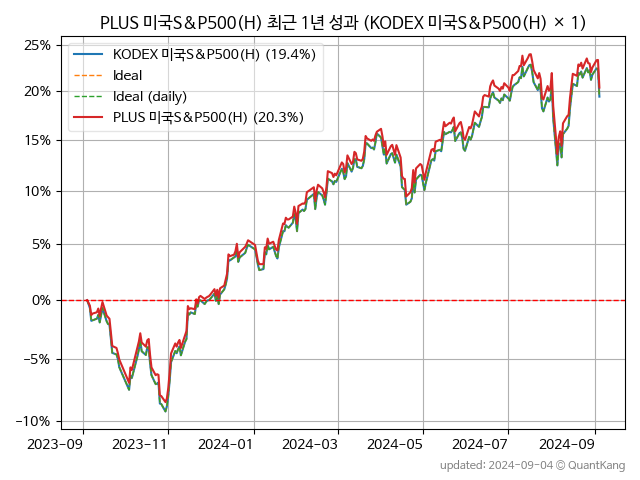 PLUS 미국S&P500(H) 최근 1년 성과 (KODEX 미국S&P500(H) × 1)
25%
20%
15%
10%
5%
0%
−5%
−10%
KODEX 미국S&P500(H) (19.4%)
Ideal
Ideal (daily)
PLUS 미국S&P500(H) (20.3%)
2023-09
2023-11
2024-01
2024-03
2024-05
2024-07
2024-09
updated: 2024-09-04 © QuantKang